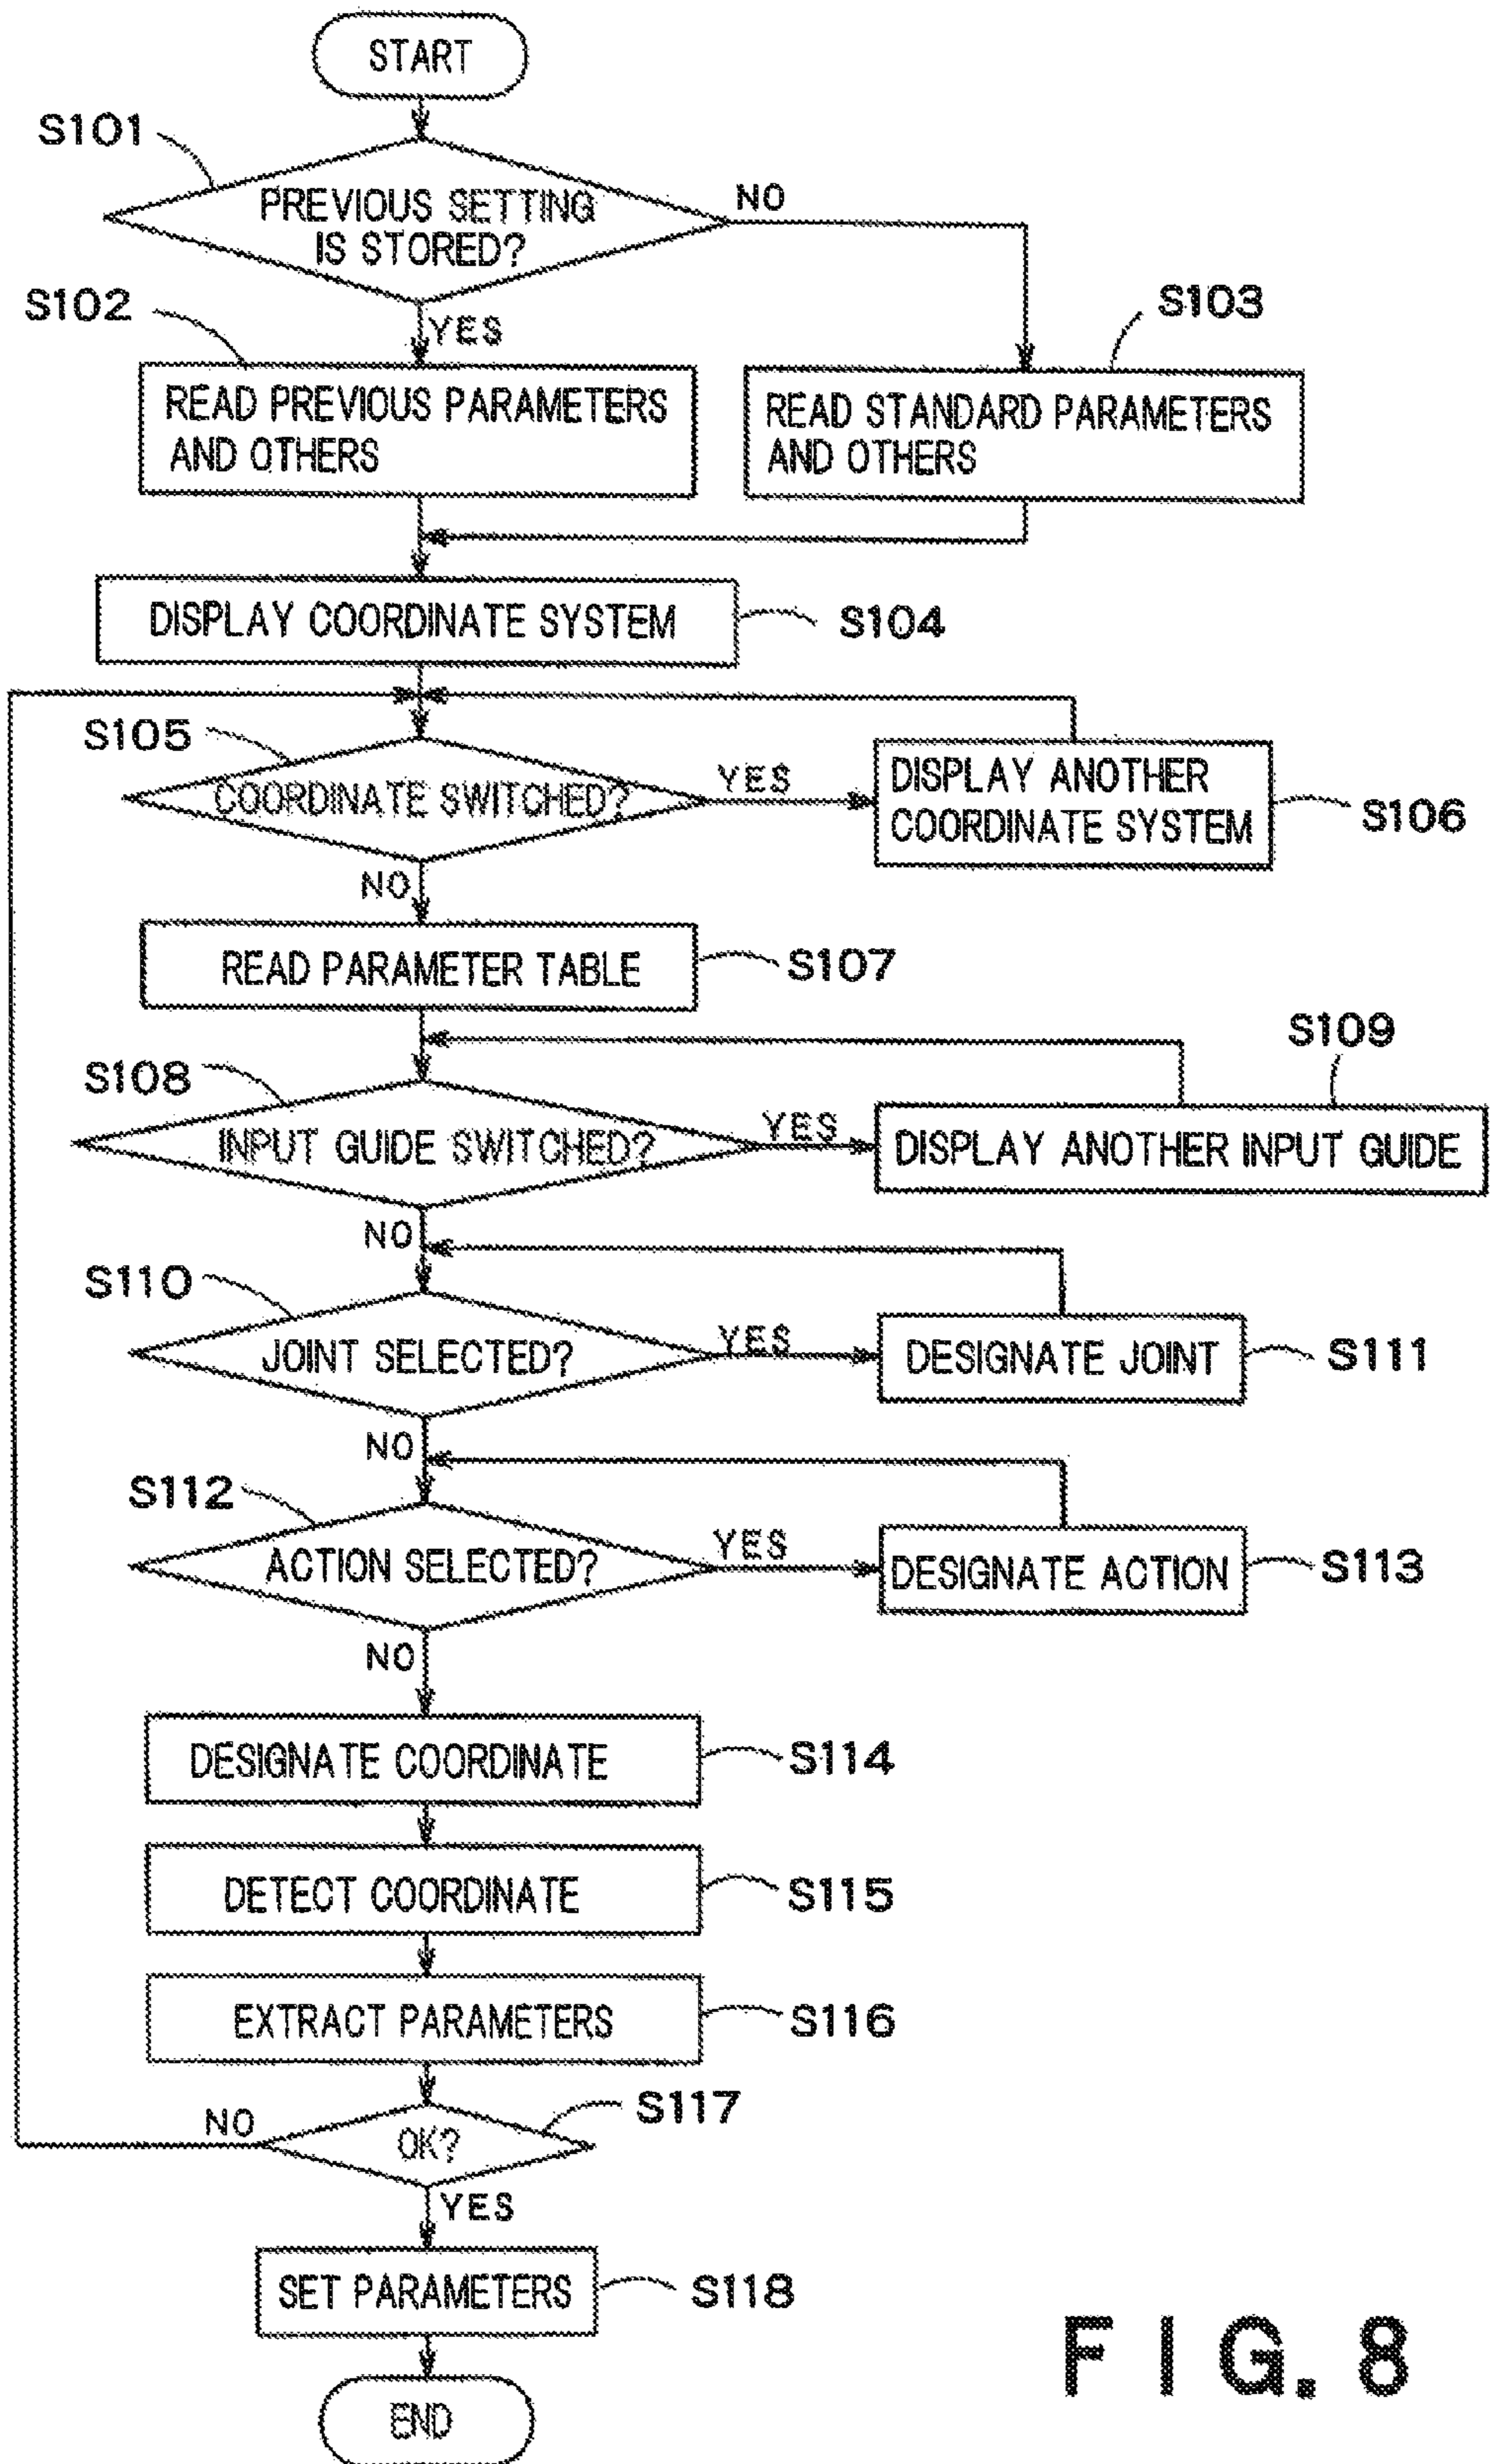 START
S101
PREVIOUS SETTING
IS STORED?
NO
S102
YES
S103
READ PREVIOUS PARAMETERS
AND OTHERS
READ STANDARD PARAMETERS
AND OTHERS
DISPLAY COORDINATE SYSTEM
S104
S105
COORDINATE SWITCHED?
YES
DISPLAY ANOTHER
COORDINATE SYSTEM
S106
NO
READ PARAMETER TABLE
S107
S109
S108
INPUT GUIDE SWITCHED?
YES
DISPLAY ANOTHER INPUT GUIDE
NO
S110
JOINT SELECTED?
YES
DESIGNATE JOINT
S111
NO
S112
ACTION SELECTED?
YES
DESIGNATE ACTION
S113
NO
DESIGNATE COORDINATE
S114
DETECT COORDINATE
S115
EXTRACT PARAMETERS
S116
S117
NO
OK?
YES
SET PARAMETERS
S118
END
FIG. 8